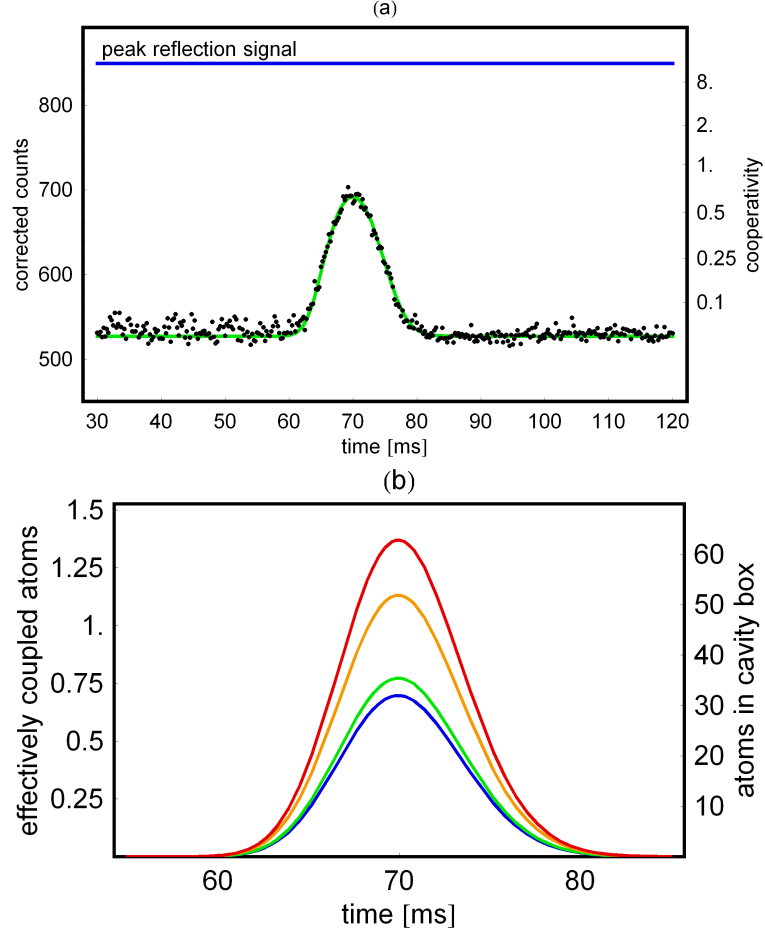 (a)
peak reflection signal
800
700
600
500
corrected counts
8.
2.
1.
0.5
0.25
0.1
cooperativity
30 40 50 60 70 80 90 100 110 120
time [ms]
(b)
1.5
1.25
1.
0.75
0.5
0.25
effectively coupled atoms
60
50
40
30
20
10
atoms in cavity box
60 70 80
time [ms]